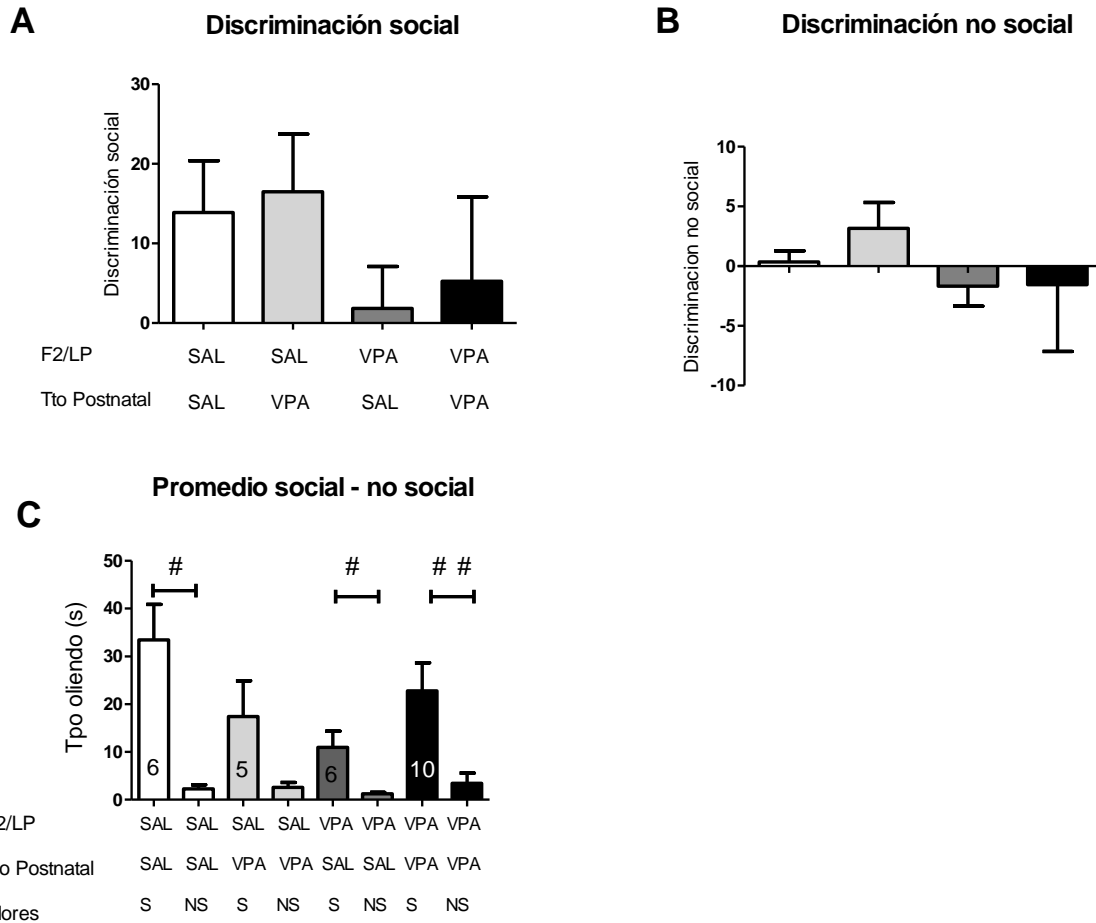 A
Discriminación social
Discriminación social
30
20
10
0
F2/LP SAL SAL VPA VPA
Tto Postnatal SAL VPA SAL VPA
B
Discriminación no social
Discriminacion no social
10
5
0
-5
-10
C
Promedio social - no social
Tpo oliendo (s)
50
40
30
20
10
0
# # # #
6 5 6 10
2/LP SAL SAL SAL SAL VPA VPA VPA VPA
o Postnatal SAL SAL VPA VPA SAL SAL VPA VPA
lores S NS S NS S NS S NS